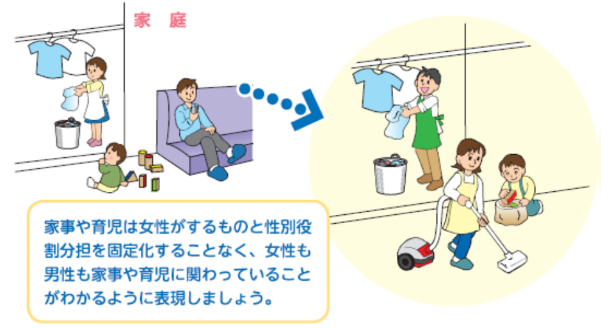 家 庭
家事や育児は女性がするものと性別役
割分担を固定化することなく、女性も
男性も家事や育児に関わっていること
がわかるように表現しましょう。